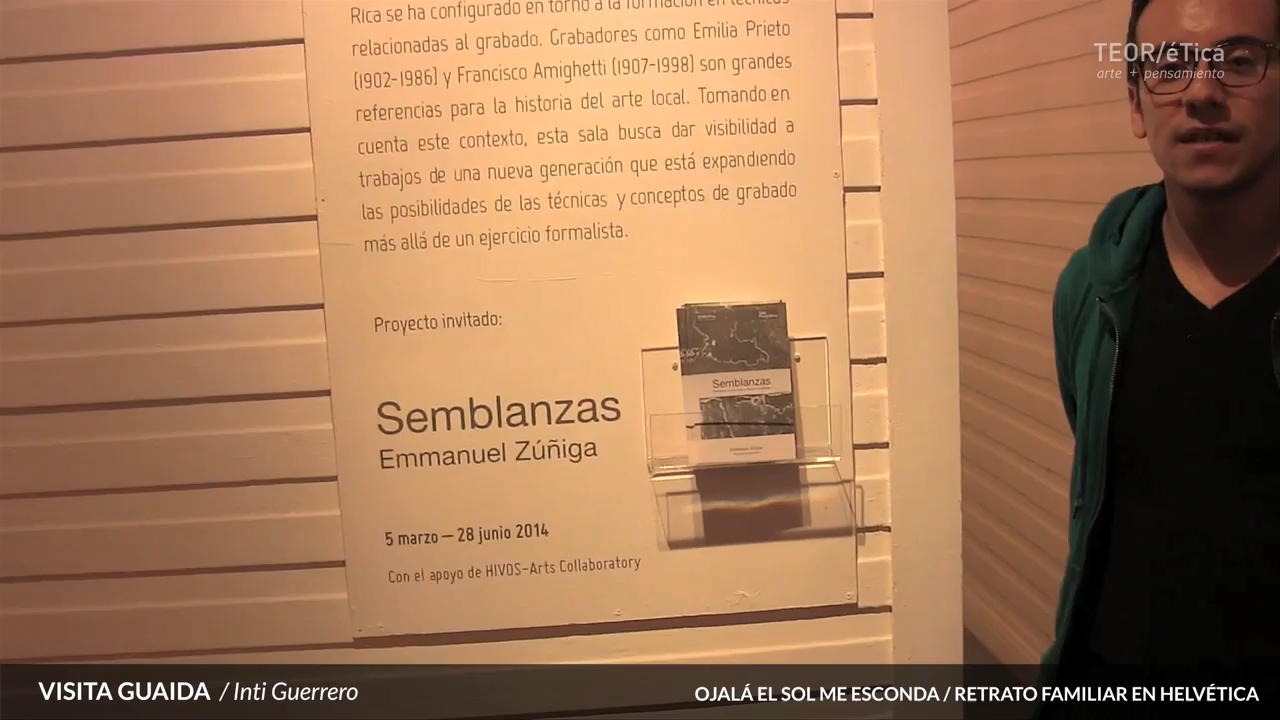 Rica se ha configurado en torno a la formación en técnicas
relacionadas al grabado. Grabadores como Emilia Prieto
(1902-1986) y Francisco Amighetti (1907-1998) son grandes
referencias para la historia del arte local. Tomando en
cuenta este contexto, esta sala busca dar visibilidad a
trabajos de una nueva generación que está expandiendo
las posibilidades de las técnicas y conceptos de grabado
más allá de un ejercicio formalista.
Proyecto invitado:
Semblanzas
Emmanuel Zúñiga
5 marzo — 28 junio 2014
Con el apoyo de HIVOS-Arts Collaboratory
Semblanzas
TEOR/éTicá
arte + pensamiento
VISITA GUAIDA / Inti Guerrero
OJALÁ EL SOL ME ESCONDA / RETRATO FAMILIAR EN HELVÉTICA